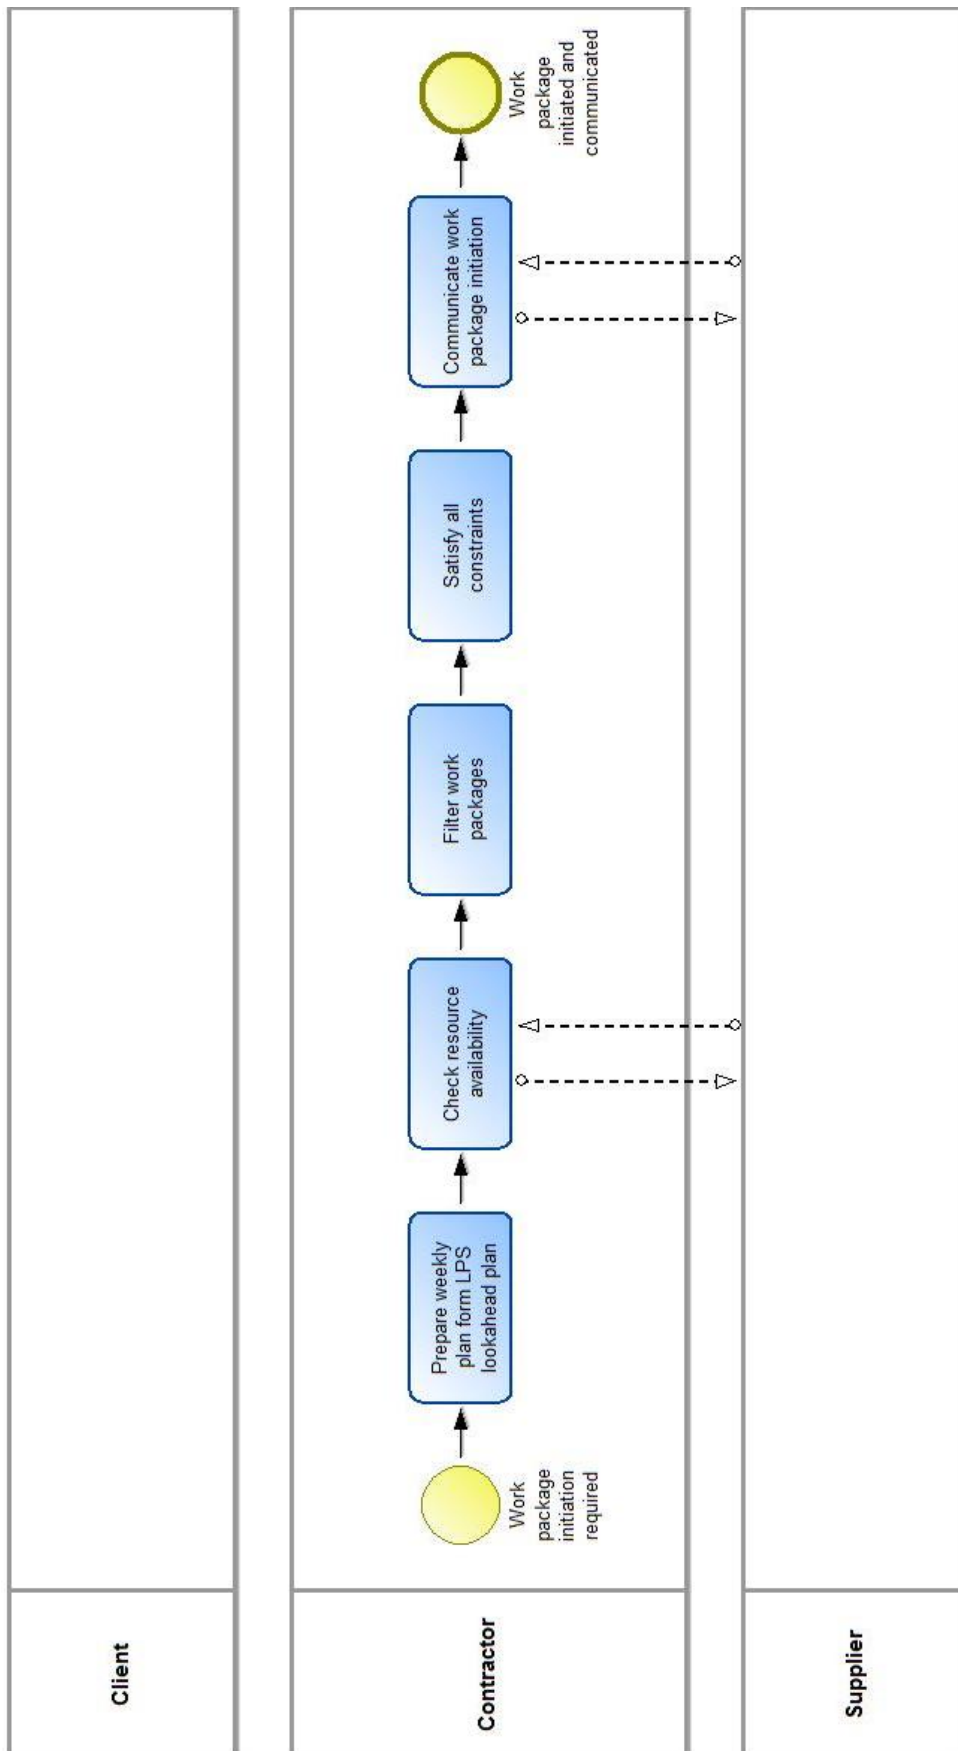 Client
Contractor
Supplier
Work
package
initiation
required
Prepare weekly
plan form LPS
lookahead plan
Check resource
availability
Filter work
packages
Satisfy all
constraints
Communicate work
package initiation
Work
package
initiated and
communicated